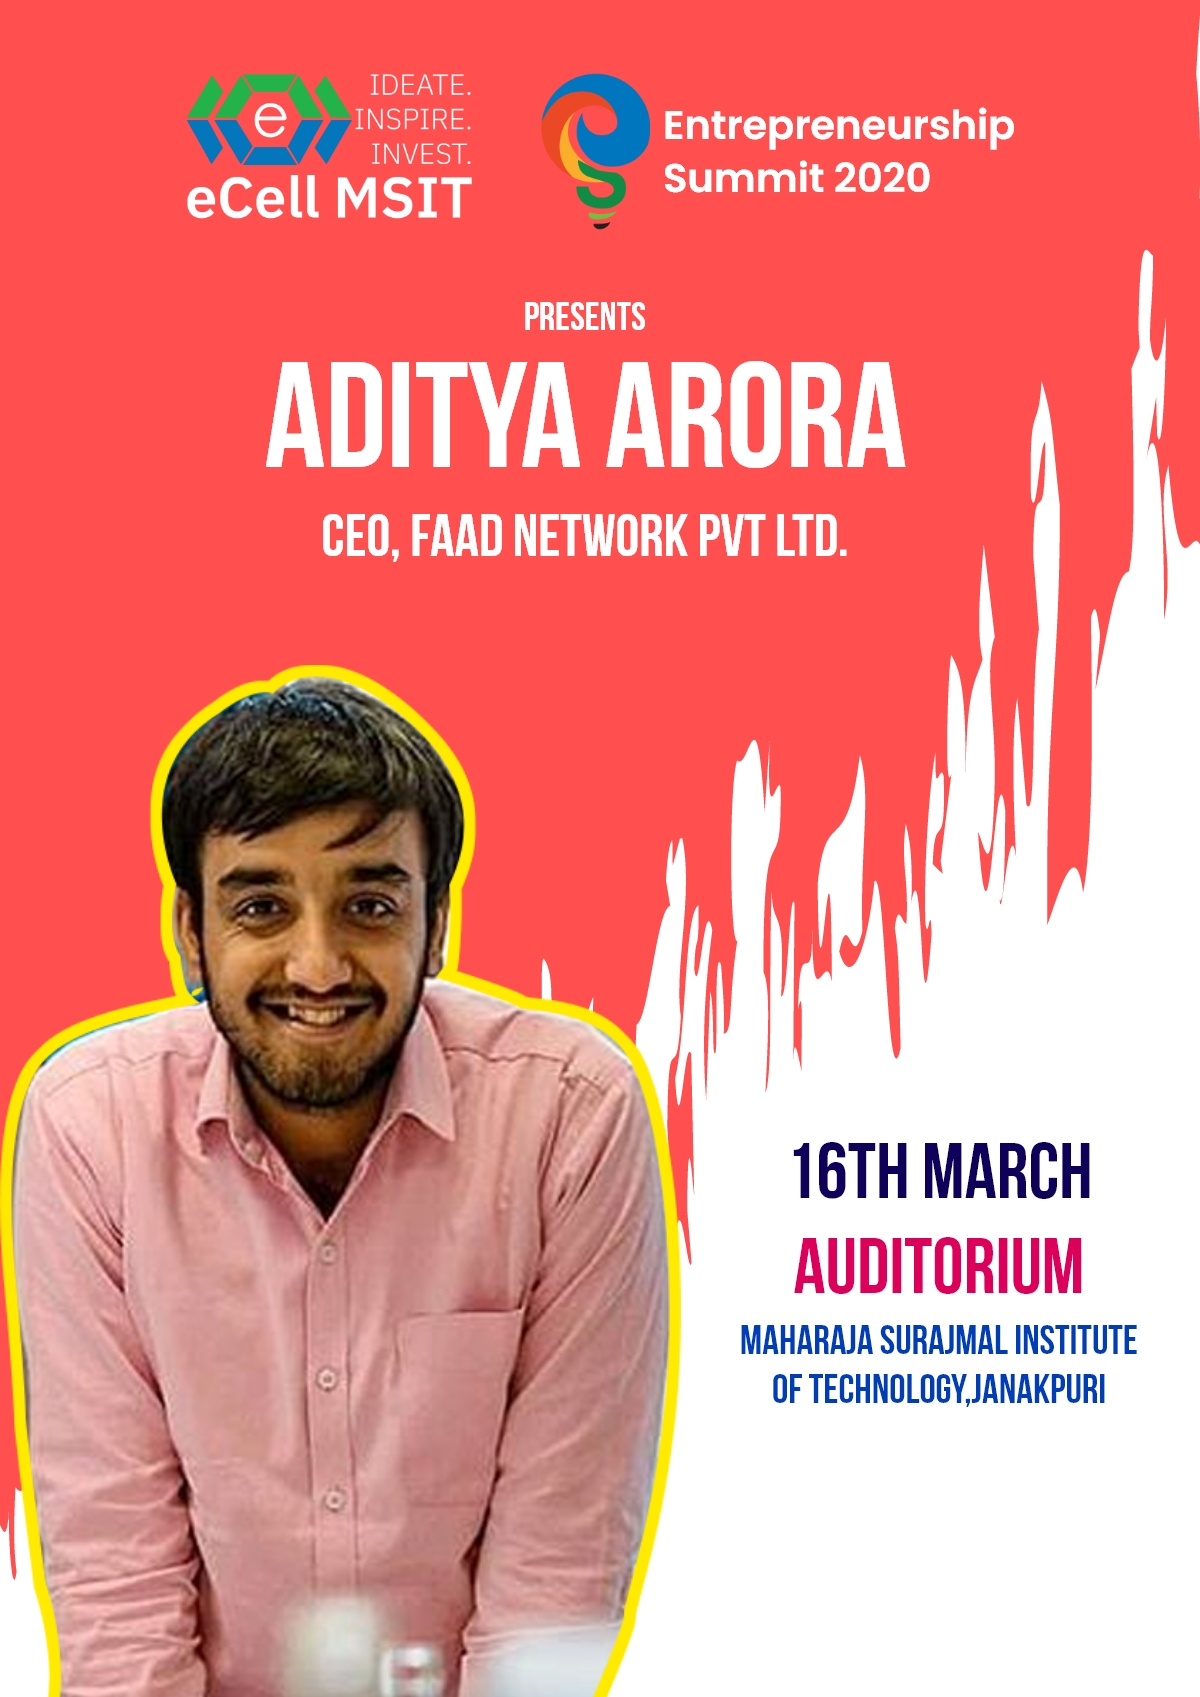 e
IDEATE.
INSPIRE.
INVEST.
eCell MSIT
Entrepreneurship
Summit 2020
PRESENTS
ADITYA ARORA
CEO, FAAD NETWORK PVT LTD.
16TH MARCH
AUDITORIUM
MAHARAJA SURAJMAL INSTITUTE
OF TECHNOLOGY,JANAKPURI